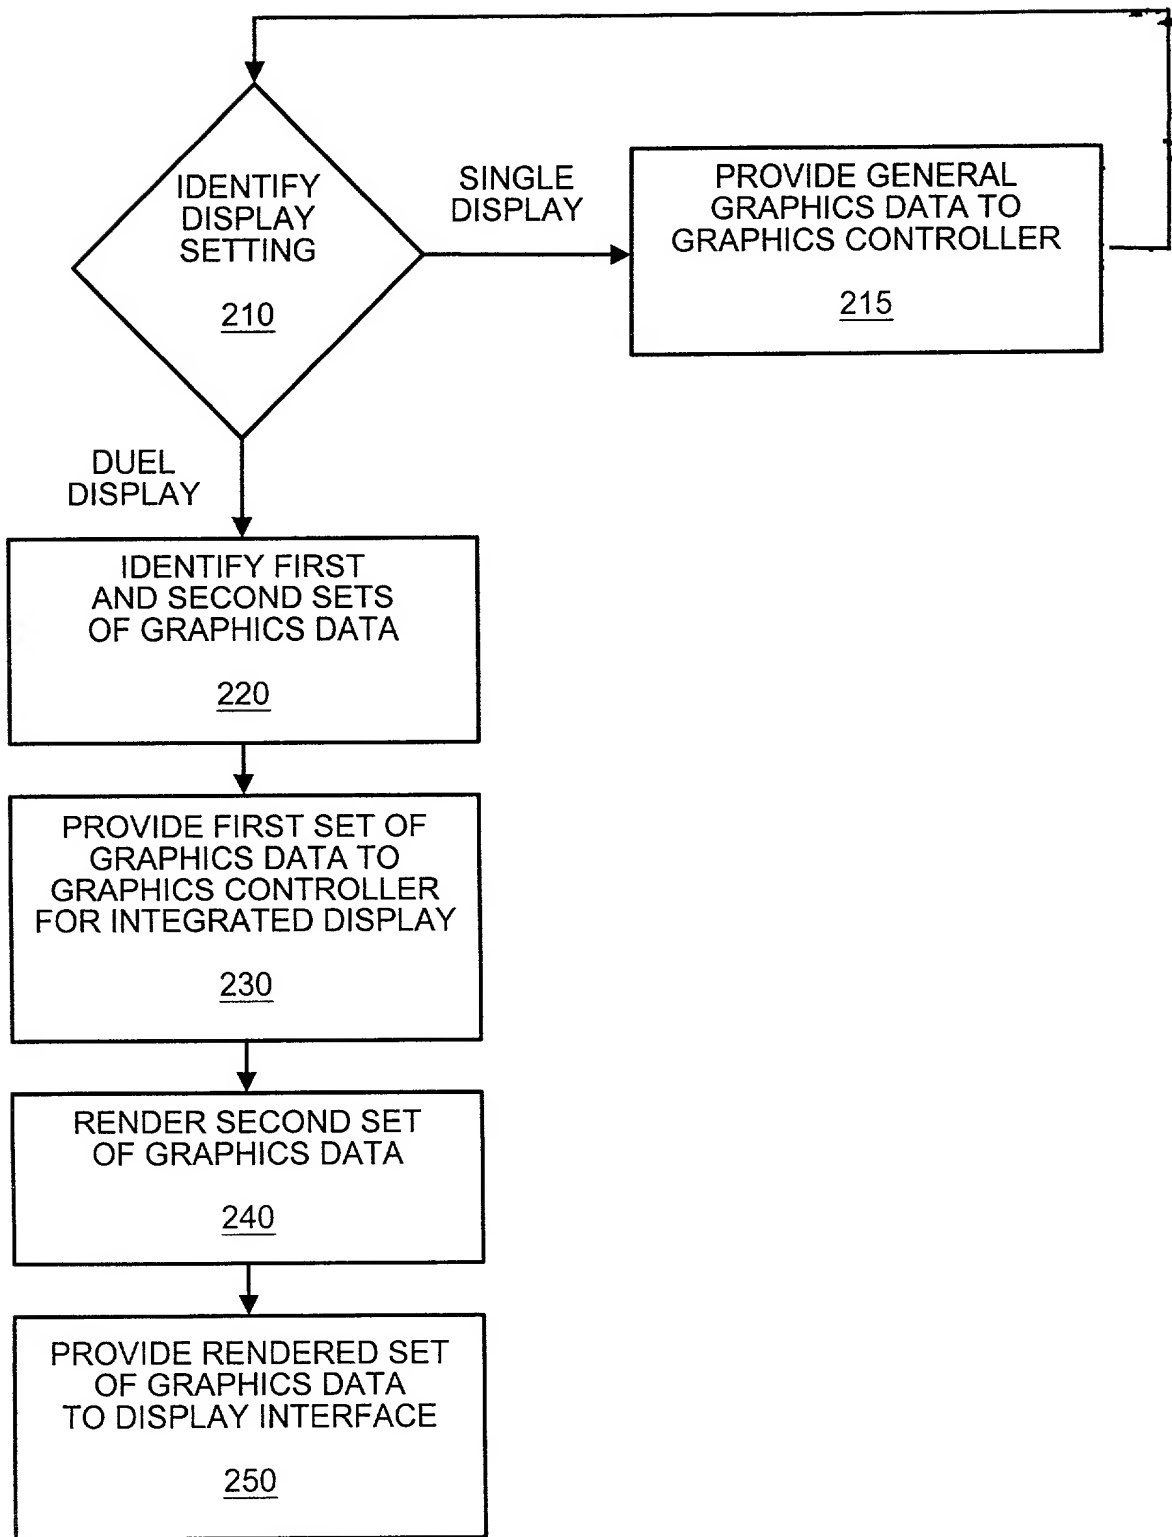 IDENTIFY
DISPLAY
SETTING
210
SINGLE
DISPLAY
PROVIDE GENERAL
GRAPHICS DATA TO
GRAPHICS CONTROLLER
215
DUEL
DISPLAY
IDENTIFY FIRST
AND SECOND SETS
OF GRAPHICS DATA
220
PROVIDE FIRST SET OF
GRAPHICS DATA TO
GRAPHICS CONTROLLER
FOR INTEGRATED DISPLAY
230
RENDER SECOND SET
OF GRAPHICS DATA
240
PROVIDE RENDERED SET
OF GRAPHICS DATA
TO DISPLAY INTERFACE
250